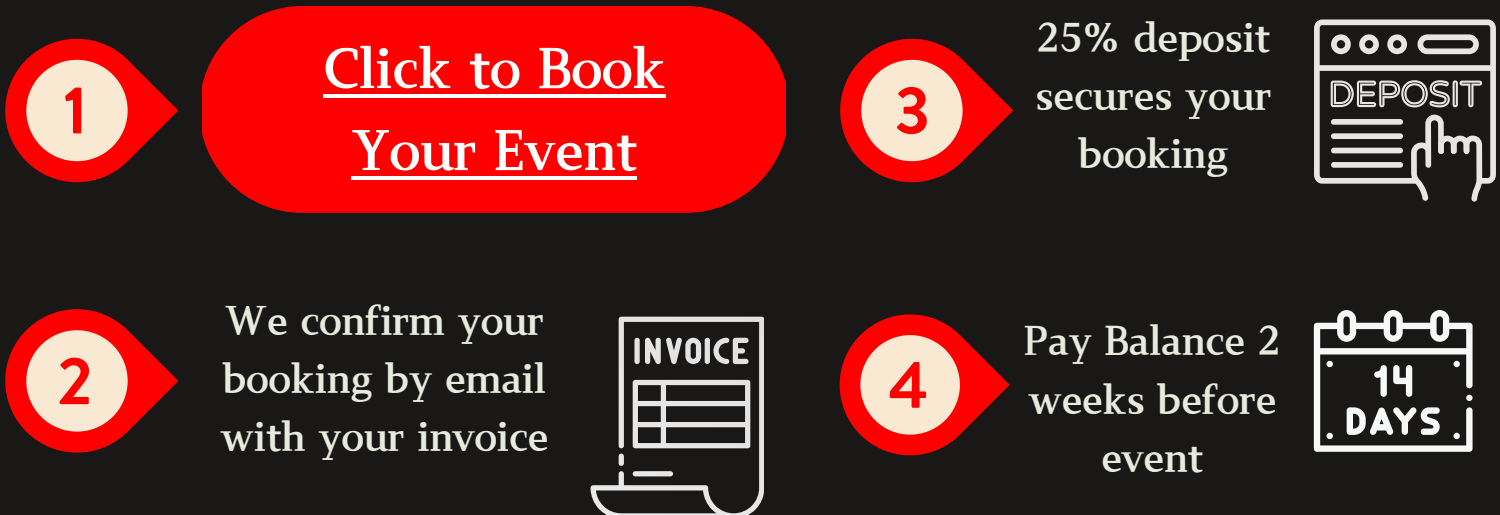 1
Click to Book
Your Event
2
We confirm your
booking by email
with your invoice
INVOICE
3
25% deposit
secures your
booking
DEPOSIT
4
Pay Balance 2
weeks before
event
14
DAYS